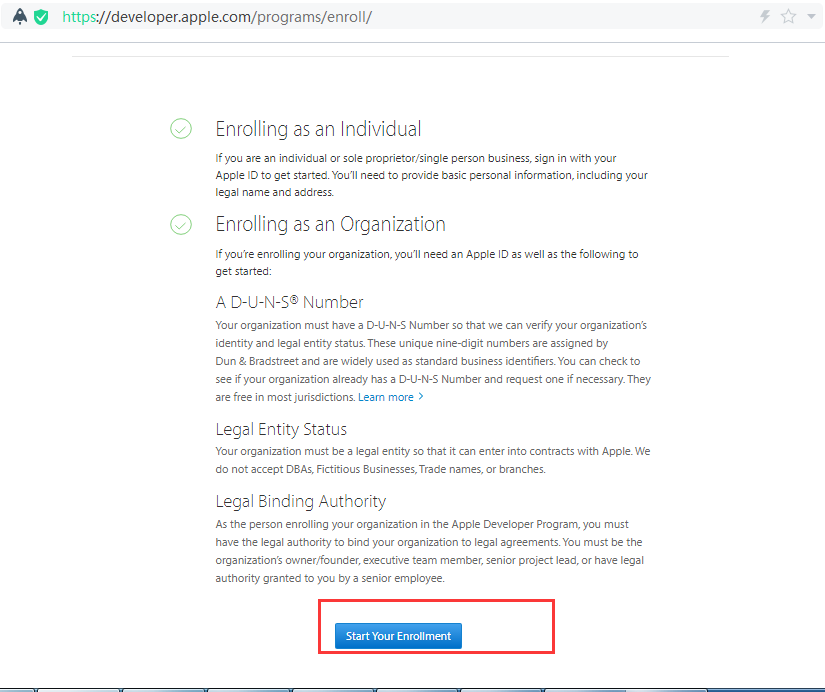 https://developer.apple.com/programs/enroll/
Enrolling as an Individual
If you are an individual or sole proprietor/single person business, sign in with your
Apple ID to get started. You'll need to provide basic personal information, including your
legal name and address.
Enrolling as an Organization
If you're enrolling your organization, you'll need an Apple ID as well as the following to
get started:
A D-U-N-S® Number
Your organization must have a D-U-N-S Number so that we can verify your organization's
identity and legal entity status. These unique nine-digit numbers are assigned by
Dun & Bradstreet and are widely used as standard business identifiers. You can check to
see if your organization already has a D-U-N-S Number and request one if necessary. They
are free in most jurisdictions. Learn more >
Legal Entity Status
Your organization must be a legal entity so that it can enter into contracts with Apple. We
do not accept DBAs, Fictitious Businesses, Trade names, or branches.
Legal Binding Authority
As the person enrolling your organization in the Apple Developer Program, you must
have the legal authority to bind your organization to legal agreements. You must be the
organization's owner/founder, executive team member, senior project lead, or have legal
authority granted to you by a senior employee.
Start Your Enrollment